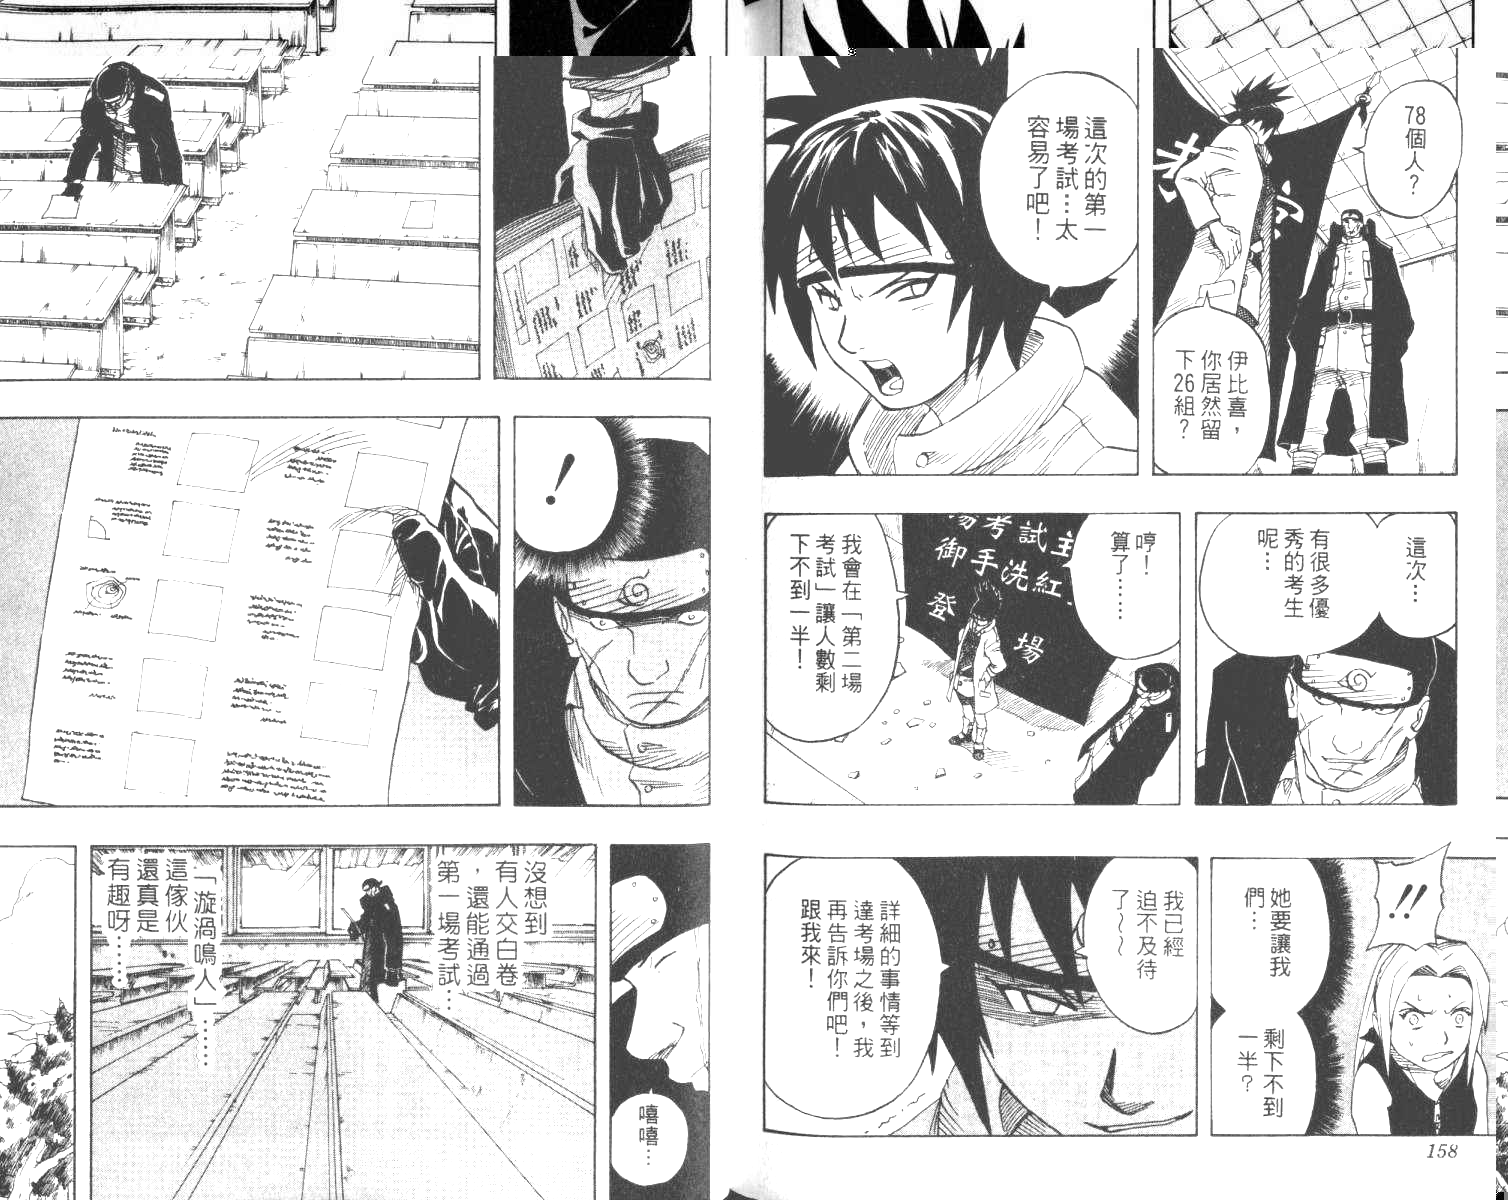 78個人？
伊比喜，
你居然留
下26組？
這次的第一
場考試…太
容易了吧！
這次…
有很多優
秀的考生
呢…
哼！
算了……
場考試主
御手洗紅
登場
我會在「第二場
考試」讓人數剩
下不到一半！
!!
她要讓我
們…
剩下不到
一半？
我已經
迫不及待
了～～
詳細的事情等到
達考場之後，我
再告訴你們吧！
跟我來！
158
！
嘻嘻…
沒想到
有人交白卷
，還能通過
第一場考試…
「漩渦鳴人」……
這傢伙
還真是
有趣呀……